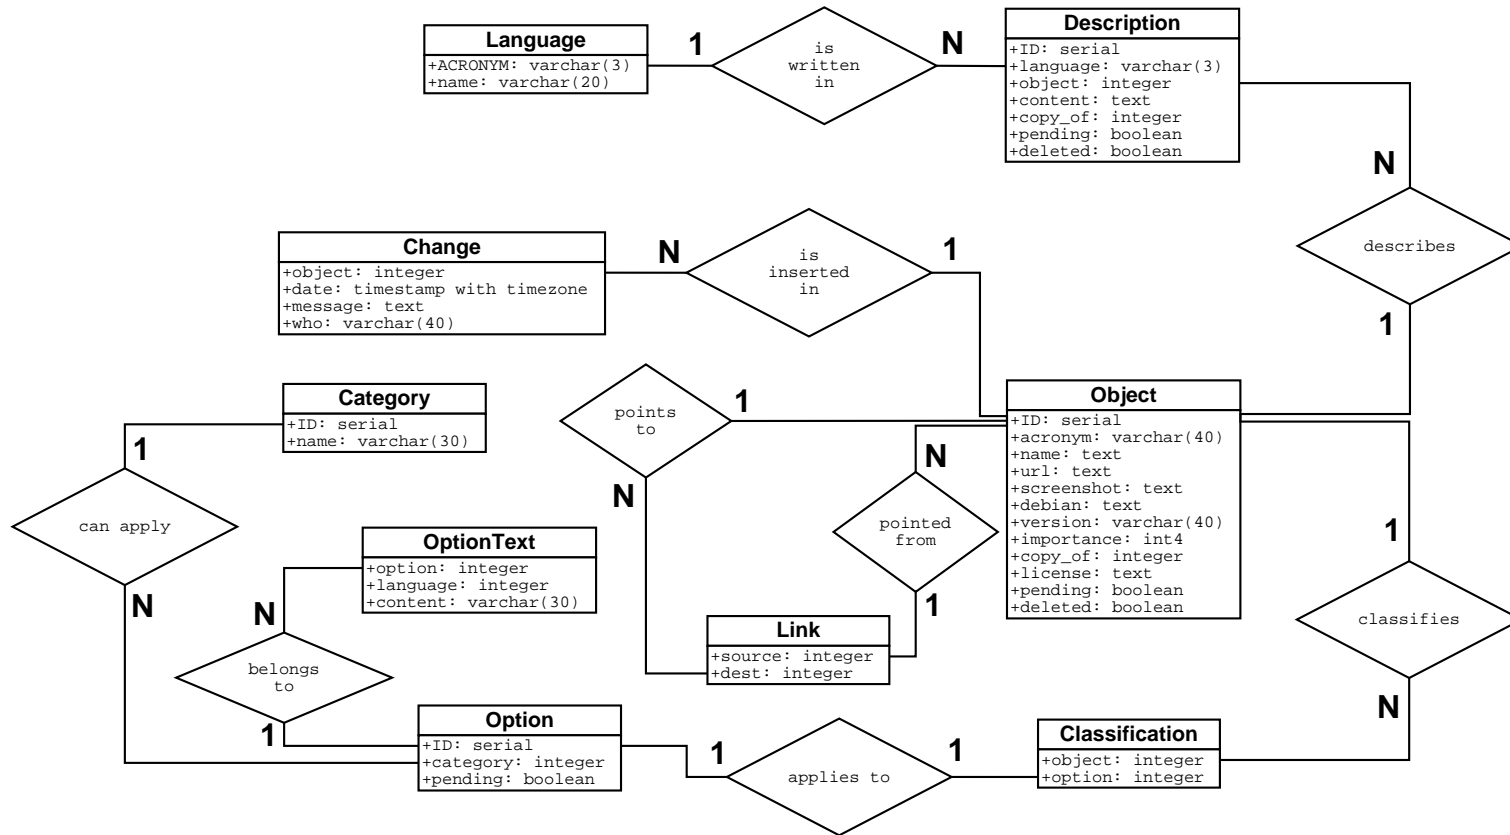 Language
+ACRONYM: varchar(3)
+name: varchar(20)
1
is
written
in
N
Description
+ID: serial
+language: varchar(3)
+object: integer
+content: text
+copy_of: integer
+pending: boolean
+deleted: boolean
N
describes
1
Change
+object: integer
+date: timestamp with timezone
+message: text
+who: varchar(40)
N
is
inserted
in
1
Category
+ID: serial
+name: varchar(30)
1
can apply
N
points
to
1
N
Object
+ID: serial
+acronym: varchar(40)
+name: text
+url: text
+screenshot: text
+debian: text
+version: varchar(40)
+importance: int4
+copy_of: integer
+license: text
+pending: boolean
+deleted: boolean
N
pointed
from
1
OptionText
+option: integer
+language: integer
+content: varchar(30)
N
belongs
to
1
Link
+source: integer
+dest: integer
1
classifies
N
Option
+ID: serial
+category: integer
+pending: boolean
1
applies to
1
Classification
+object: integer
+option: integer